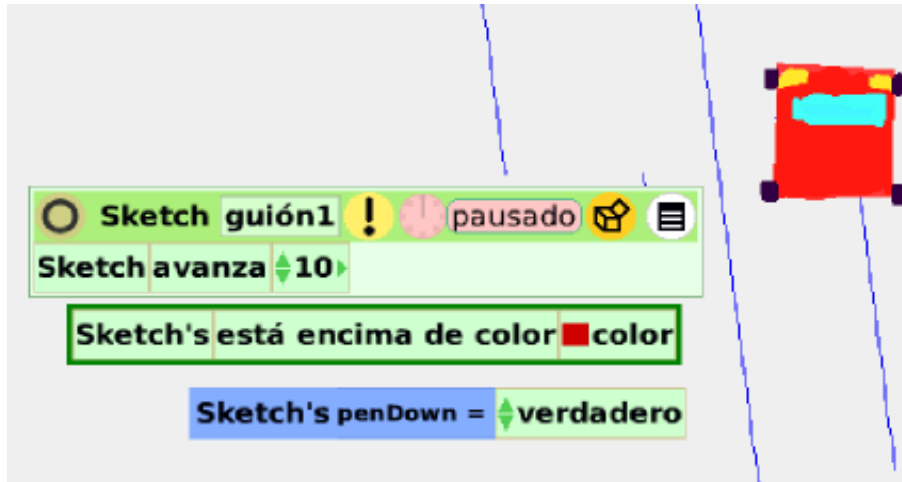 Sketch guión1 ! pausado
Sketch avanza 10
Sketch's está encima de color color
Sketch's penDown = verdadero